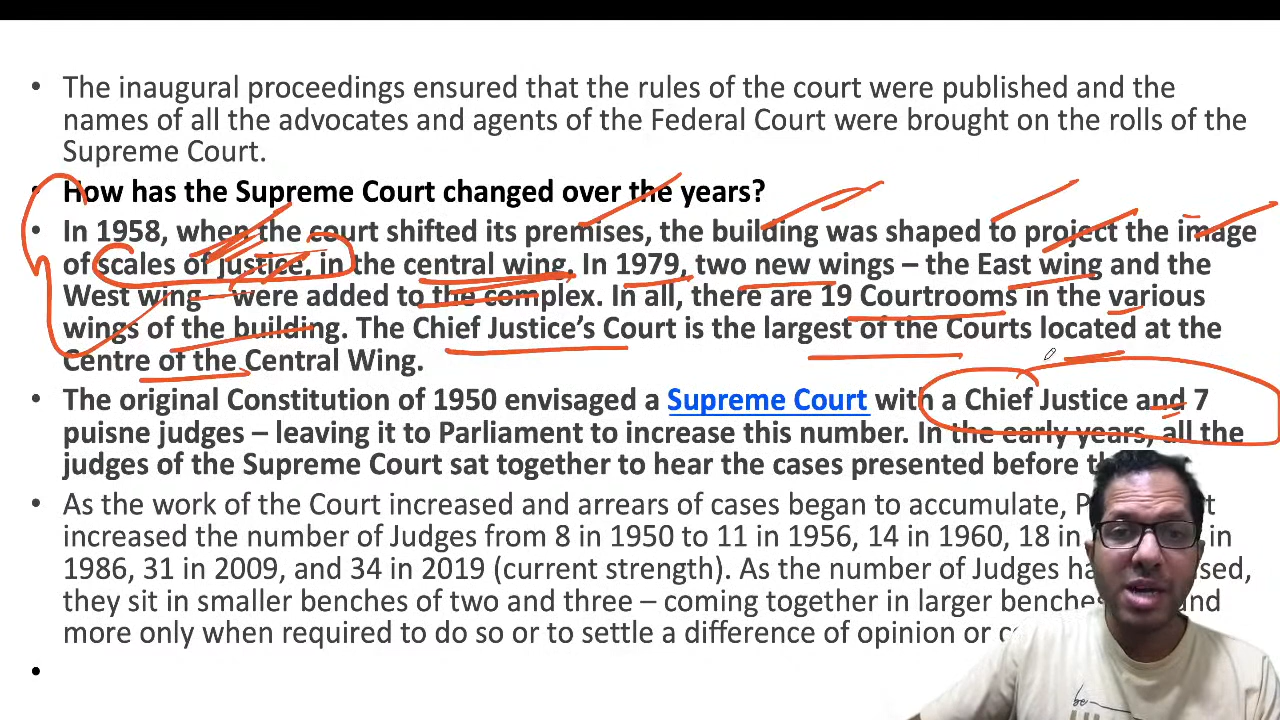 • The inaugural proceedings ensured that the rules of the court were published and the
names of all the advocates and agents of the Federal Court were brought on the rolls of the
Supreme Court.
• How has the Supreme Court changed over the years?
• In 1958, when the court shifted its premises, the building was shaped to project the image
of scales of justice, in the central wing. In 1979, two new wings – the East wing and the
West wing – were added to the complex. In all, there are 19 Courtrooms in the various
wings of the building. The Chief Justice’s Court is the largest of the Courts located at the
Centre of the Central Wing.
• The original Constitution of 1950 envisaged a Supreme Court with a Chief Justice and 7
puisne judges – leaving it to Parliament to increase this number. In the early years, all the
judges of the Supreme Court sat together to hear the cases presented before
• As the work of the Court increased and arrears of cases began to accumulate,
increased the number of Judges from 8 in 1950 to 11 in 1956, 14 in 1960, 18 in in
1986, 31 in 2009, and 34 in 2019 (current strength). As the number of Judges
they sit in smaller benches of two and three – coming together in larger benches and
more only when required to do so or to settle a difference of opinion or
•
be